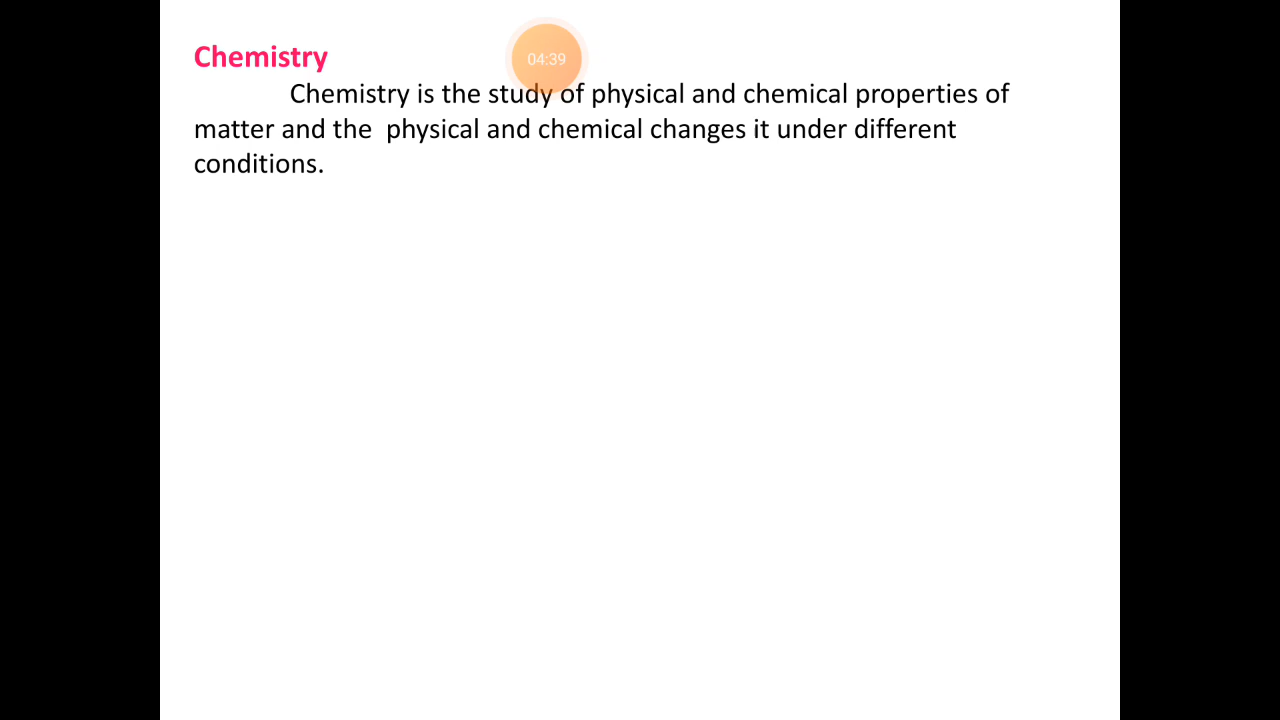 Chemistry
04:39
Chemistry is the study of physical and chemical properties of
matter and the  physical and chemical changes it under different
conditions.